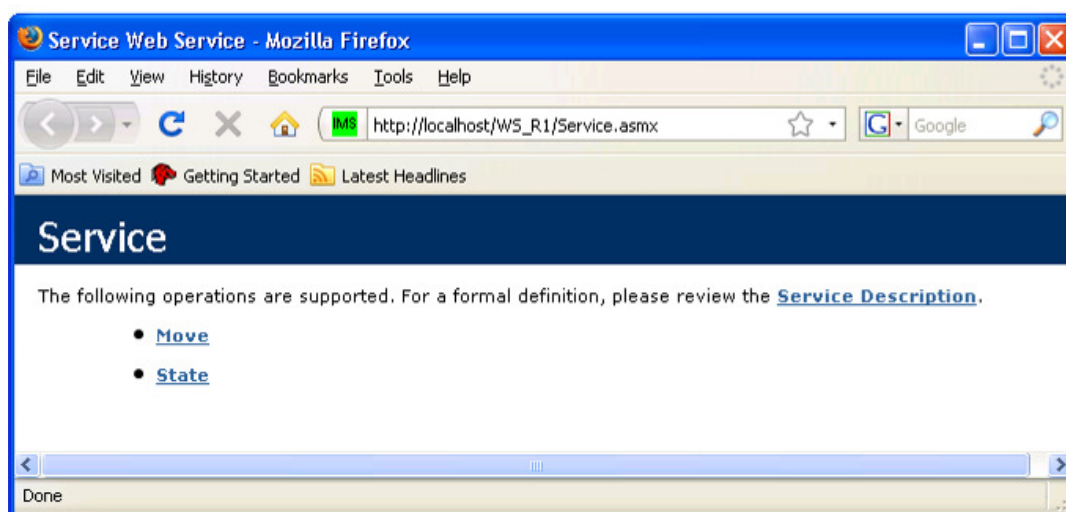 Service Web Service - Mozilla Firefox
File Edit View History Bookmarks Tools Help
IMS http://localhost/WS_R1/Service.asmx G Google
Most Visited Getting Started Latest Headlines
Service
The following operations are supported. For a formal definition, please review the Service Description.
• Move
• State
Done